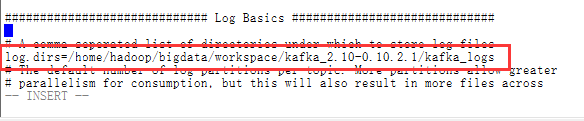 ############################# Log Basics #############################
# A comma seperated list of directories under which to store log files
log.dirs=/home/hadoop/bigdata/workspace/kafka_2.10-0.10.2.1/kafka_logs
# The default number of log partitions per topic. More partitions allow greater
# parallelism for consumption, but this will also result in more files across
-- INSERT --